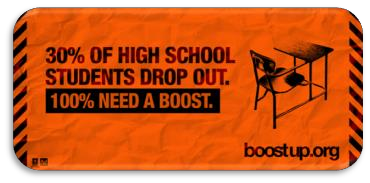 30% OF HIGH SCHOOL
STUDENTS DROP OUT.
100% NEED A BOOST.
boostup.org